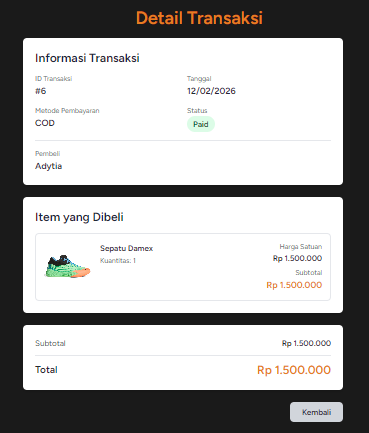 Detail Transaksi
Informasi Transaksi
ID Transaksi
#6
Tanggal
12/02/2026
Metode Pembayaran
COD
Status
Paid
Pembeli
Adytia
Item yang Dibeli
Sepatu Damex
Kuantitas: 1
Harga Satuan
Rp 1.500.000
Subtotal
Rp 1.500.000
Subtotal
Rp 1.500.000
Total
Rp 1.500.000
Kembali